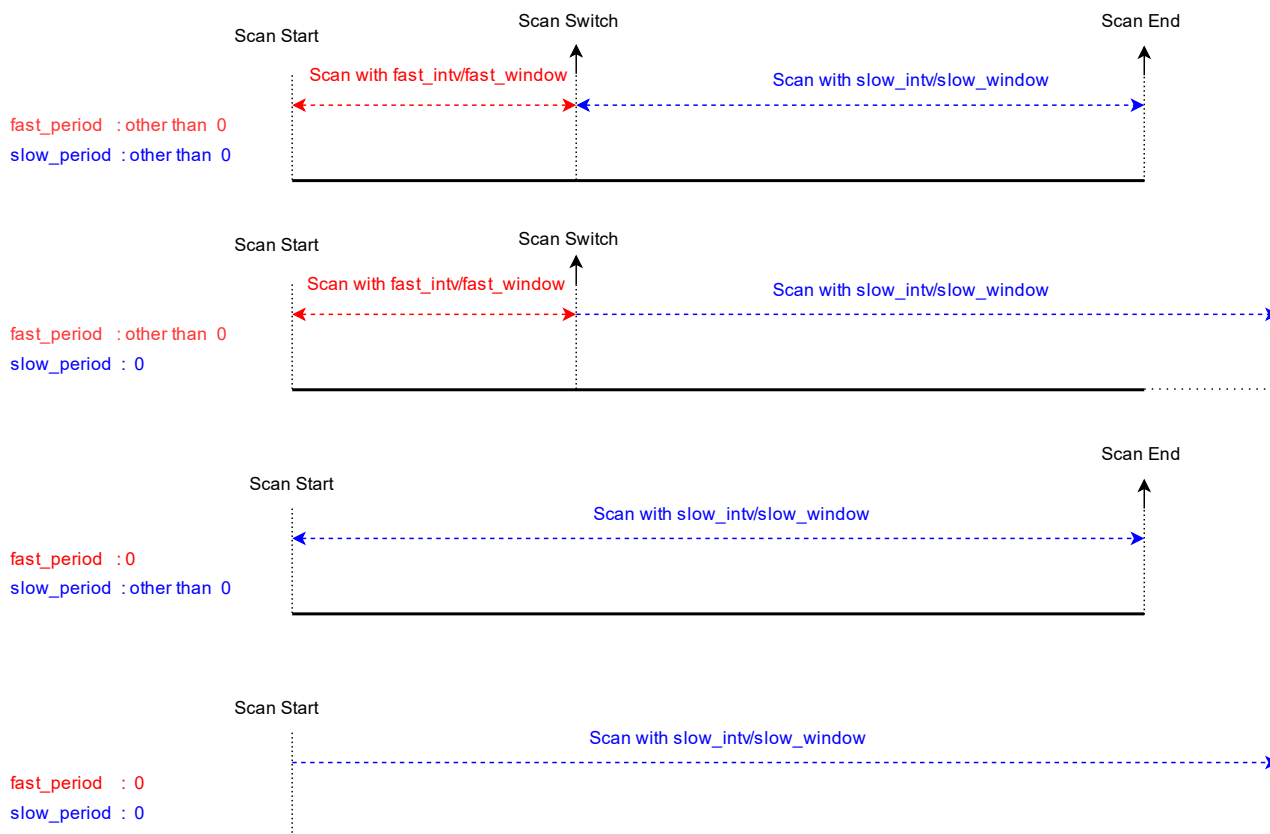 Scan Start
Scan Switch
Scan End
Scan with fast_intv/fast_window
Scan with slow_intv/slow_window
fast_period : other than 0
slow_period : other than 0
Scan Start
Scan Switch
Scan with fast_intv/fast_window
Scan with slow_intv/slow_window
fast_period : other than 0
slow_period : 0
Scan End
Scan Start
Scan with slow_intv/slow_window
fast_period : 0
slow_period : other than 0
Scan Start
Scan with slow_intv/slow_window
fast_period : 0
slow_period : 0